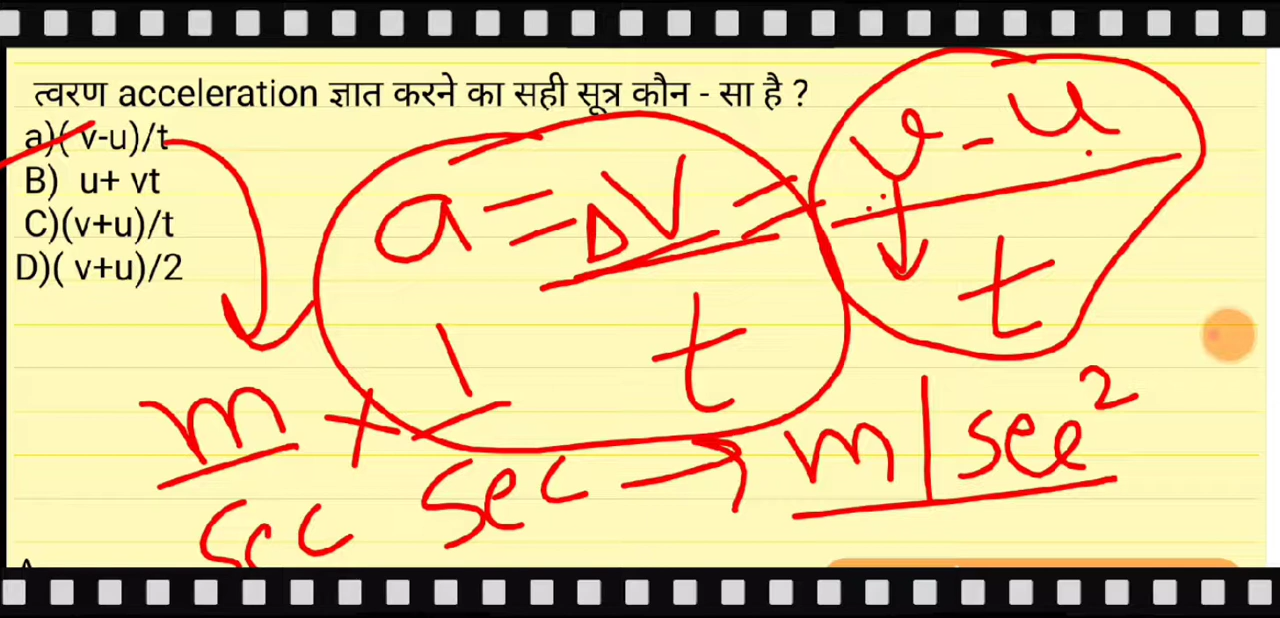 त्वरण acceleration ज्ञात करने का सही सूत्र कौन - सा है ?
a)( v-u)/t
B) u+ vt
C)(v+u)/t
D)( v+u)/2
a = ΔV = v - u
t t
m × 1 → m/sec²
sec sec